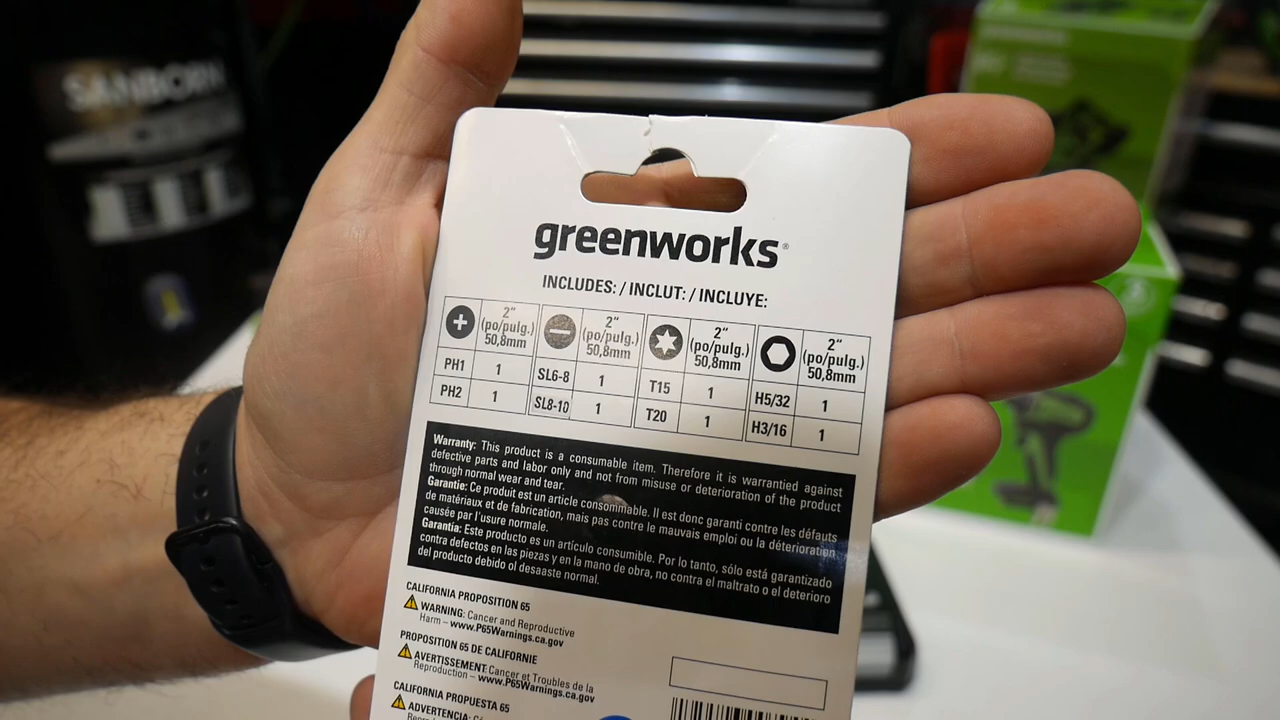 SANBORN
greenworks®
INCLUDES: / INCLUT: / INCLUYE:
2" (po/pulg.) 50,8mm
PH1 1
PH2 1
2" (po/pulg.) 50,8mm
SL6-8 1
SL8-10 1
2" (po/pulg.) 50,8mm
T15 1
T20 1
2" (po/pulg.) 50,8mm
H5/32 1
H3/16 1
Warranty: This product is a consumable item. Therefore it is warrantied against
defective parts and labor only and not from misuse or deterioration of the product
through normal wear and tear.
Garantie: Ce produit est un article consommable. Il est donc garanti contre les défauts
de matériaux et de fabrication, mais pas contre le mauvais emploi ou la détérioration
causée par l'usure normale.
Garantía: Este producto es un artículo consumible. Por lo tanto, sólo está garantizado
contra defectos en las piezas y en la mano de obra, no contra el maltrato o el deterioro
del producto debido al desaaste normal.
CALIFORNIA PROPOSITION 65
WARNING: Cancer and Reproductive
Harm – www.P65Warnings.ca.gov
PROPOSITION 65 DE CALIFORNIE
AVERTISSEMENT: Cancer et Troubles de la
Reproduction – www.P65Warnings.ca.gov
CALIFORNIA PROPUESTA 65
ADVERTENCIA: